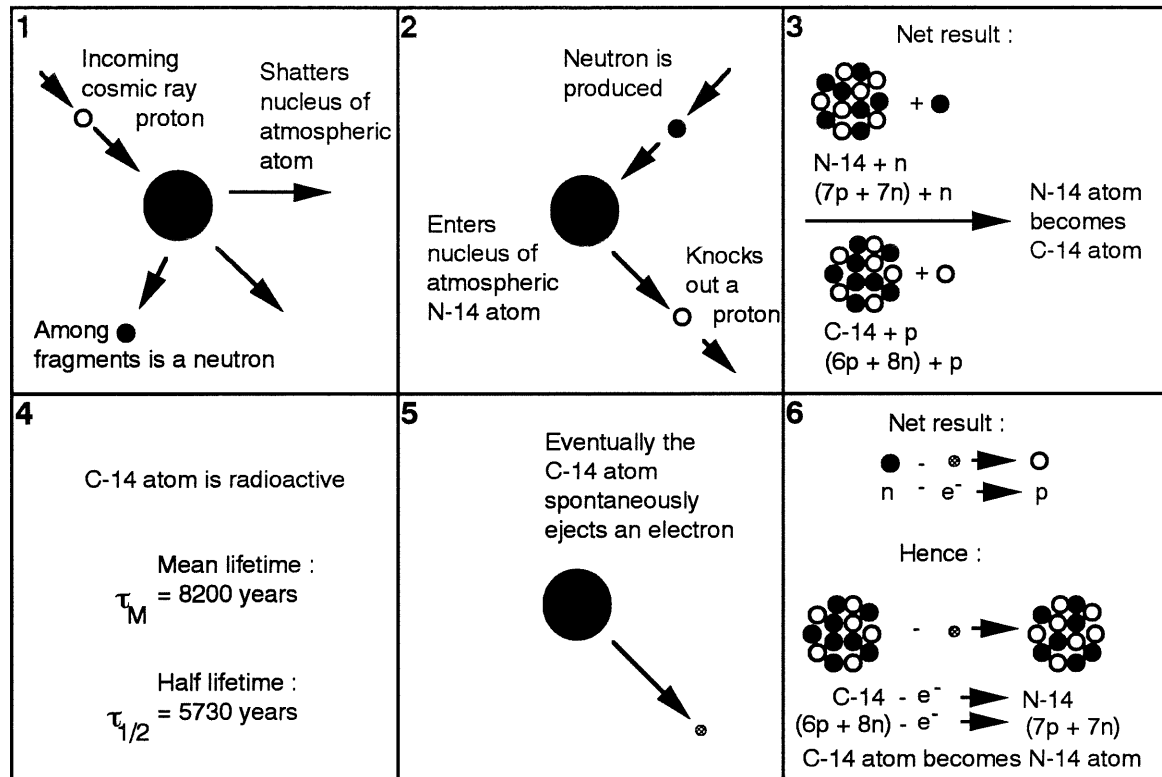 1
Incoming
cosmic ray
proton
Shatters
nucleus of
atmospheric
atom
Among
fragments is a neutron
2
Neutron is
produced
Enters
nucleus of
atmospheric
N-14 atom
Knocks
out a
proton
3
Net result :
+
N-14 + n
(7p + 7n) + n
N-14 atom
becomes
C-14 atom
+
C-14 + p
(6p + 8n) + p
4
C-14 atom is radioactive
Mean lifetime :
τM = 8200 years
Half lifetime :
τ1/2 = 5730 years
5
Eventually the
C-14 atom
spontaneously
ejects an electron
6
Net result :
-
n - e- p
Hence :
-
C-14 - e- N-14
(6p + 8n) - e- (7p + 7n)
C-14 atom becomes N-14 atom